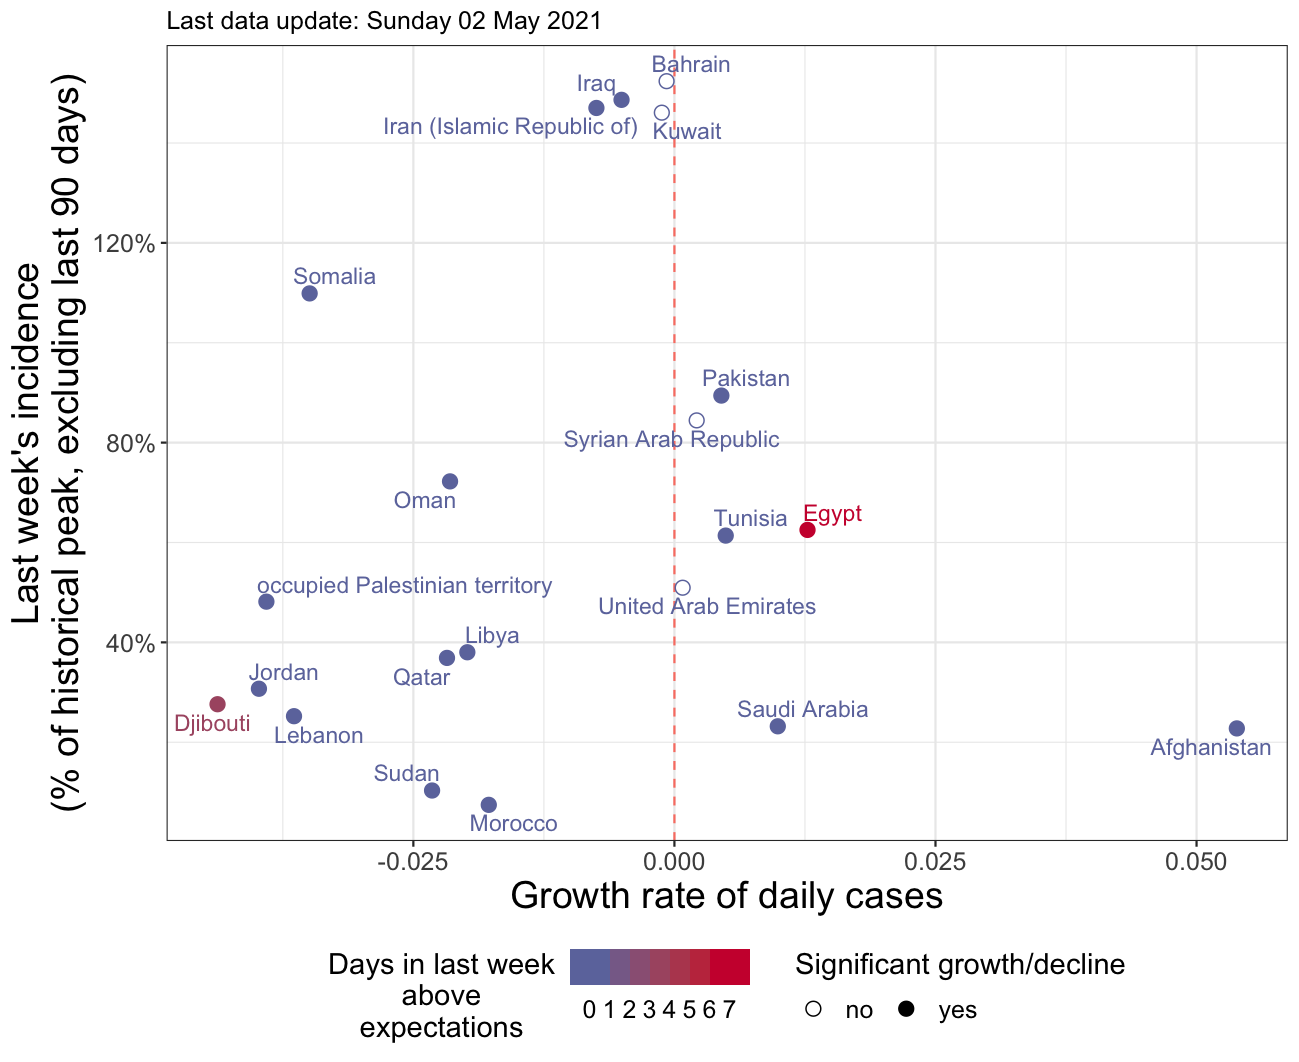 Last data update: Sunday 02 May 2021
Last week's incidence
(% of historical peak, excluding last 90 days)
120%
80%
40%
Bahrain
Iraq
Iran (Islamic Republic of)
Kuwait
Somalia
Pakistan
Syrian Arab Republic
Oman
Tunisia
Egypt
occupied Palestinian territory
United Arab Emirates
Libya
Qatar
Jordan
Djibouti
Lebanon
Saudi Arabia
Afghanistan
Sudan
Morocco
-0.025 0.000 0.025 0.050
Growth rate of daily cases
Days in last week
above
expectations
0 1 2 3 4 5 6 7
Significant growth/decline
no yes